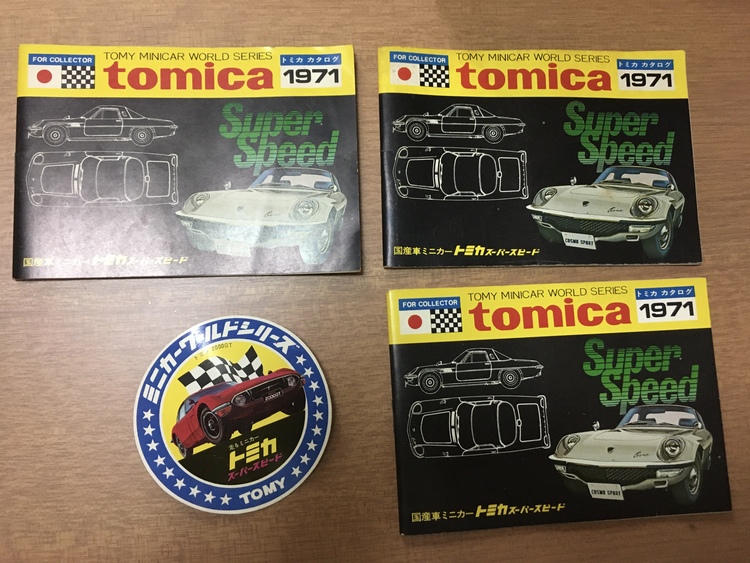 TOMY MINICAR WORLD SERIES
FOR COLLECTOR tomica トミカ カタログ
1971
Super
Speed
国産車ミニカー トミカ スーパースピード
TOMY MINICAR WORLD SERIES
FOR COLLECTOR tomica トミカ カタログ
1971
Super
Speed
COSMO SPORT
国産車ミニカー トミカ スーパースピード
ミニカーワールドシリーズ
2000GT
ミニカー
トミカ
スーパースピード
TOMY
TOMY MINICAR WORLD SERIES
FOR COLLECTOR tomica トミカ カタログ
1971
Super
Speed
COSMO SPORT
国産車ミニカー トミカ スーパースピード